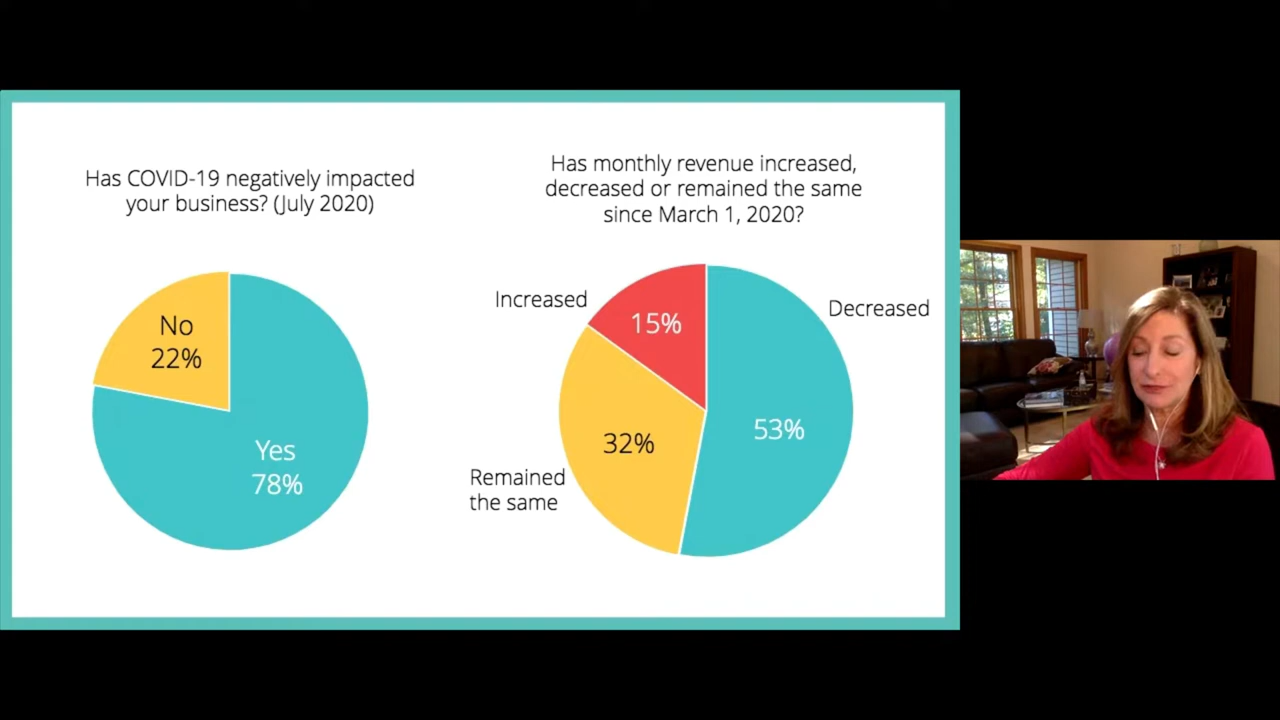 Has COVID-19 negatively impacted
your business? (July 2020)
No
22%
Yes
78%
Has monthly revenue increased,
decreased or remained the same
since March 1, 2020?
Increased
15%
Decreased
53%
32%
Remained
the same